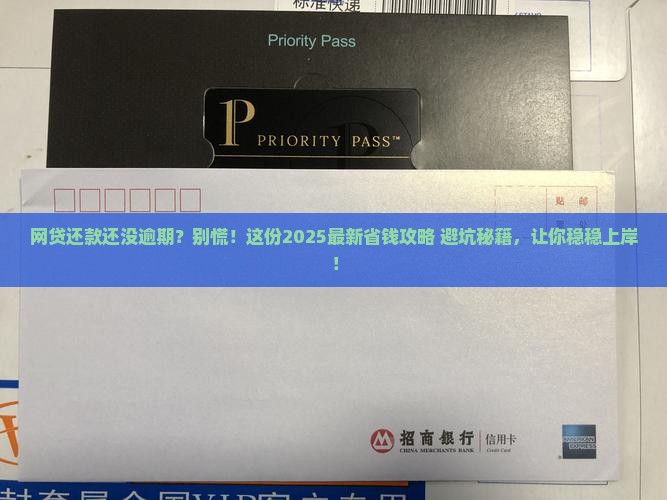 标准快递
Priority Pass
P PRIORITY PASS™
贴 邮
网贷还款还没逾期？别慌！这份2025最新省钱攻略 避坑秘籍，让你稳稳上岸
！
招商银行 信用卡
CHINA MERCHANTS BANK Credit Card
AMERICAN
EXPRESS